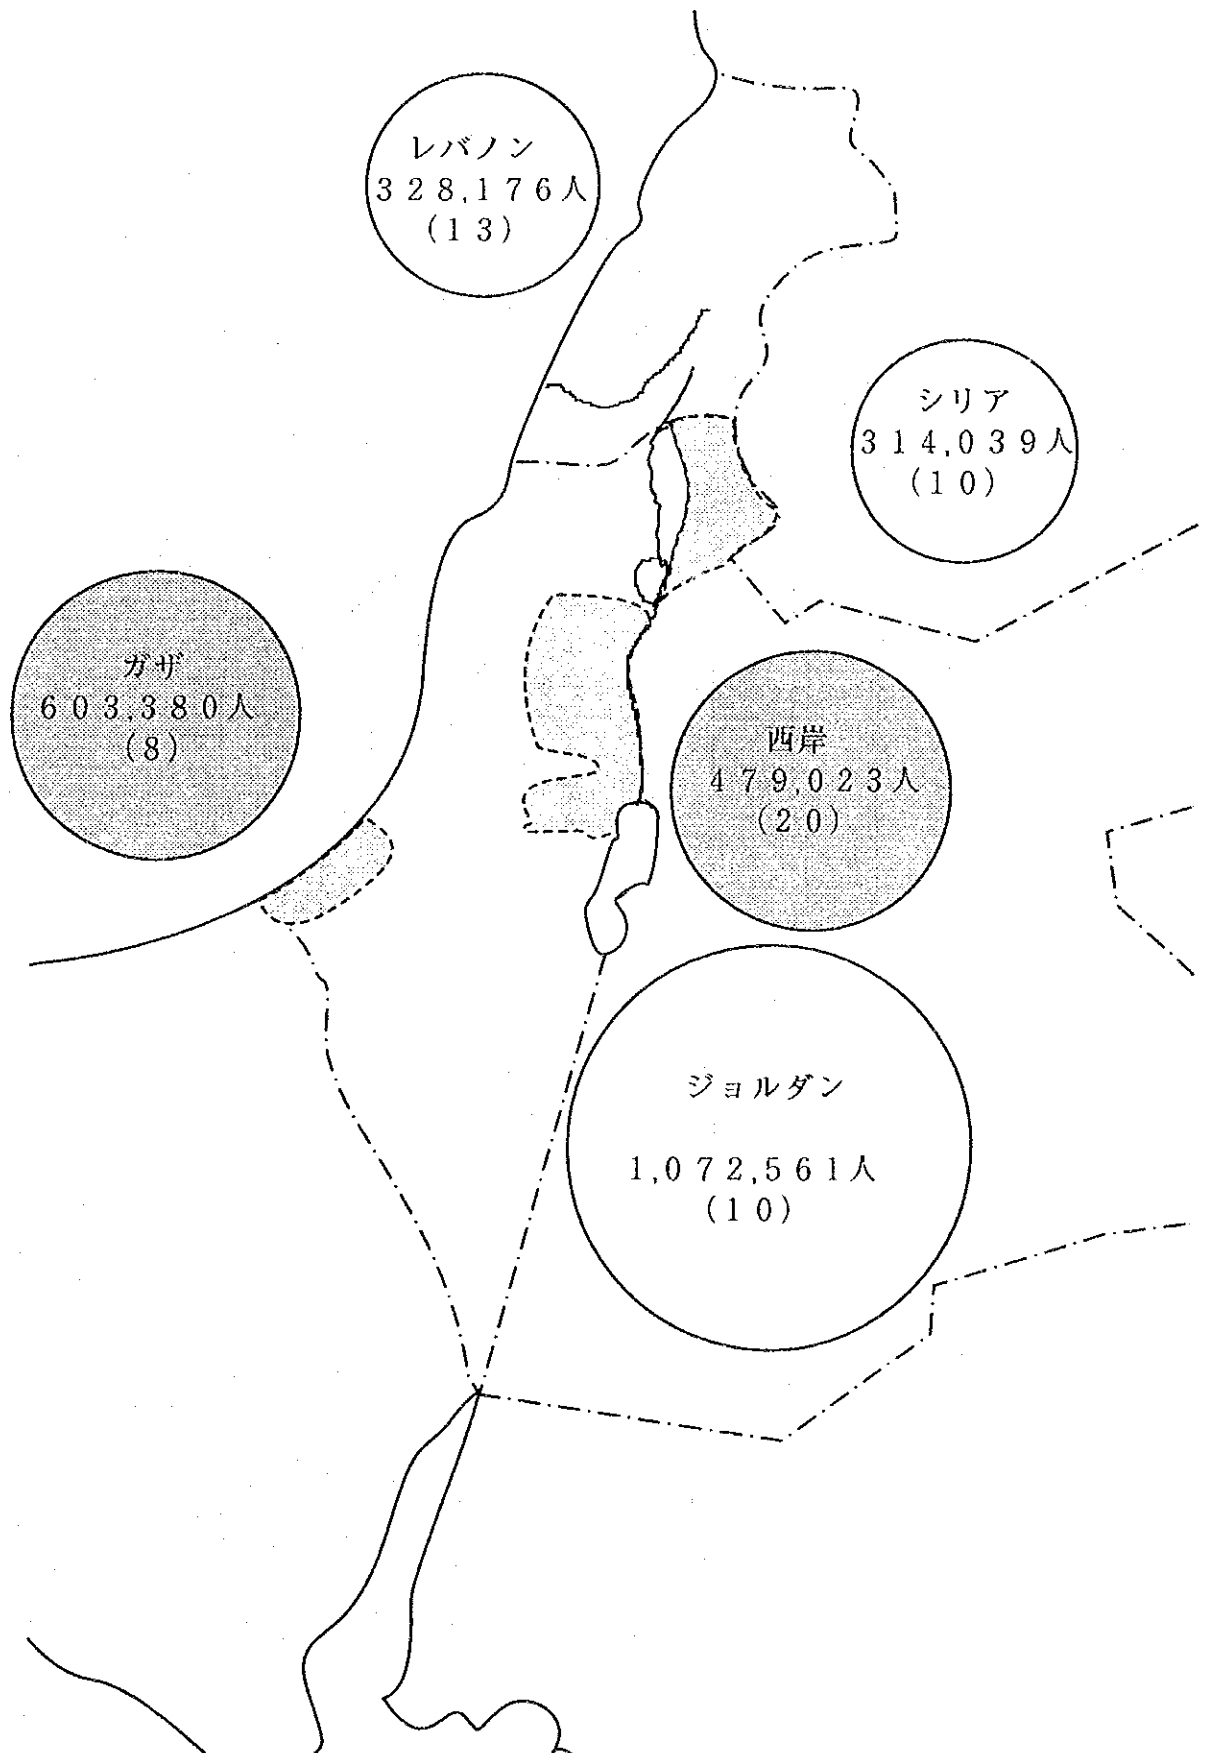 レバノン
328,176人
(13)
シリア
314,039人
(10)
ガザ
603,380人
(8)
西岸
479,023人
(20)
ジョルダン
1,072,561人
(10)